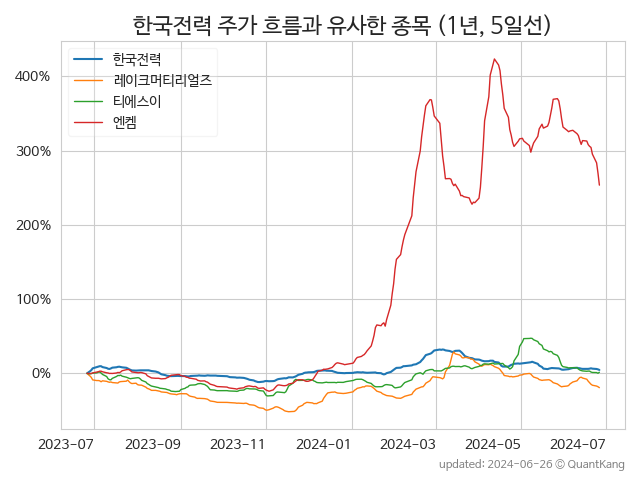 한국전력 주가 흐름과 유사한 종목 (1년, 5일선)
한국전력
레이크머티리얼즈
티에스이
엔켐
400%
300%
200%
100%
0%
2023-07 2023-09 2023-11 2024-01 2024-03 2024-05 2024-07
updated: 2024-06-26 © QuantKang